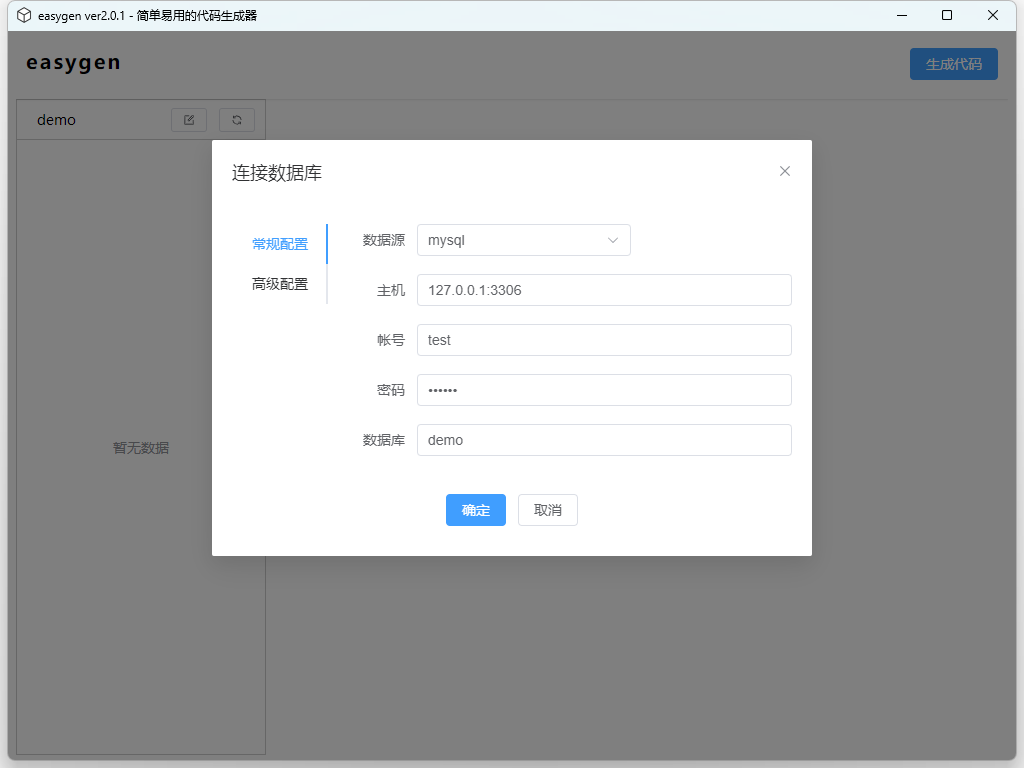 easygen ver2.0.1 - 简单易用的代码生成器
easygen
生成代码
demo
连接数据库
常规配置
高级配置
数据源 mysql
主机 127.0.0.1:3306
帐号 test
密码 ••••••
数据库 demo
暂无数据
确定 取消